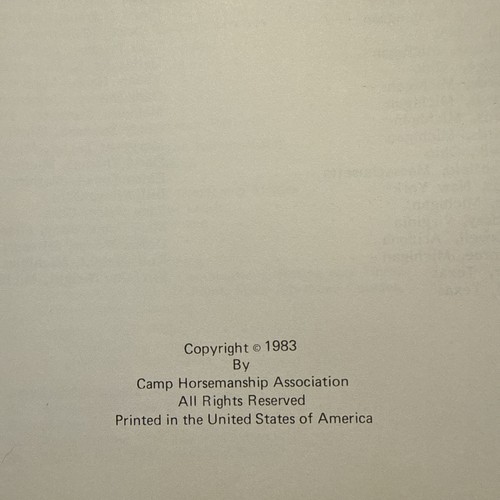 Copyright © 1983
By
Camp Horsemanship Association
All Rights Reserved
Printed in the United States of America